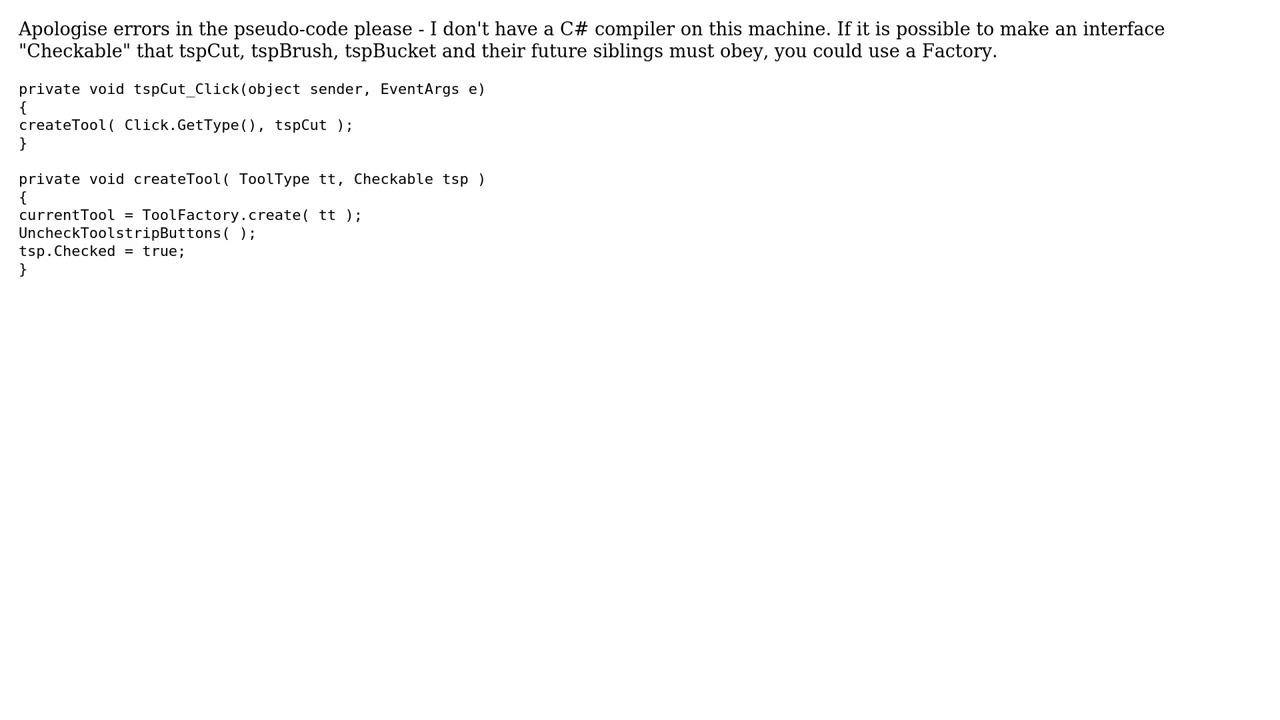 Apologise errors in the pseudo-code please - I don't have a C# compiler on this machine. If it is possible to make an interface
"Checkable" that tspCut, tspBrush, tspBucket and their future siblings must obey, you could use a Factory.
private void tspCut_Click(object sender, EventArgs e)
{
createTool( Click.GetType(), tspCut );
}
private void createTool( ToolType tt, Checkable tsp )
{
currentTool = ToolFactory.create( tt );
UncheckToolstripButtons( );
tsp.Checked = true;
}